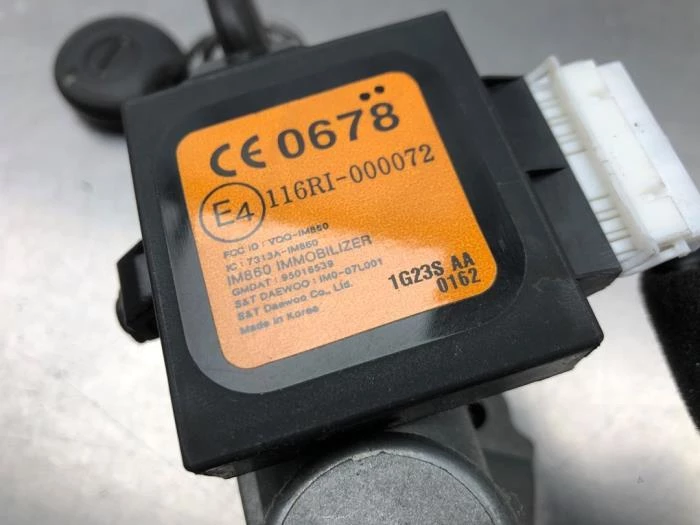 CE 0678
E4 116RI-000072
FCC ID : VQO-IM860
IC : 7313A-IM860
IM860 IMMOBILIZER
GMDAT : 95018539
S&T DAEWOO : IM0-07L001
S&T Daewoo Co., Ltd.
Made in Korea
1G23S AA
0162